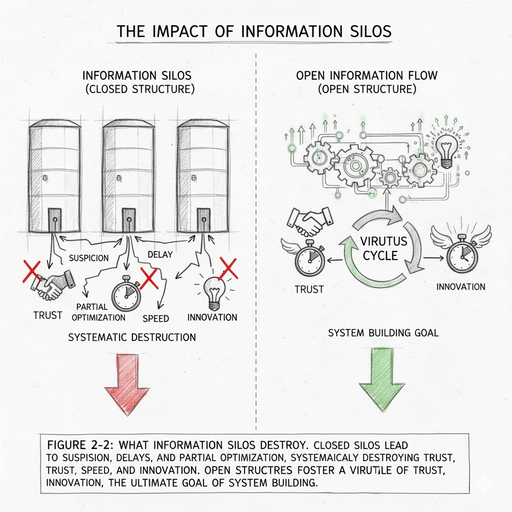 THE IMPACT OF INFORMATION SILOS
INFORMATION SILOS
(CLOSED STRUCTURE)
SUSPICION
DELAY
TRUST
PARTIAL
OPTIMIZATION
SPEED
INNOVATION
SYSTEMATIC DESTRUCTION
OPEN INFORMATION FLOW
(OPEN STRUCTURE)
VIRUTUS
CYCLE
TRUST
INNOVATION
SYSTEM BUILDING GOAL
FIGURE 2-2: WHAT INFORMATION SILOS DESTROY. CLOSED SILOS LEAD
TO SUSPICION, DELAYS, AND PARTIAL OPTIMIZATION, SYSTEMICALY DESTROYING TRUST,
TRUST, SPEED, AND INNOVATION. OPEN STRUCTRES FOSTER A VIRUTILE OF TRUST,
INNOVATION, THE ULTIMATE GOAL OF SYSTEM BUILDING.